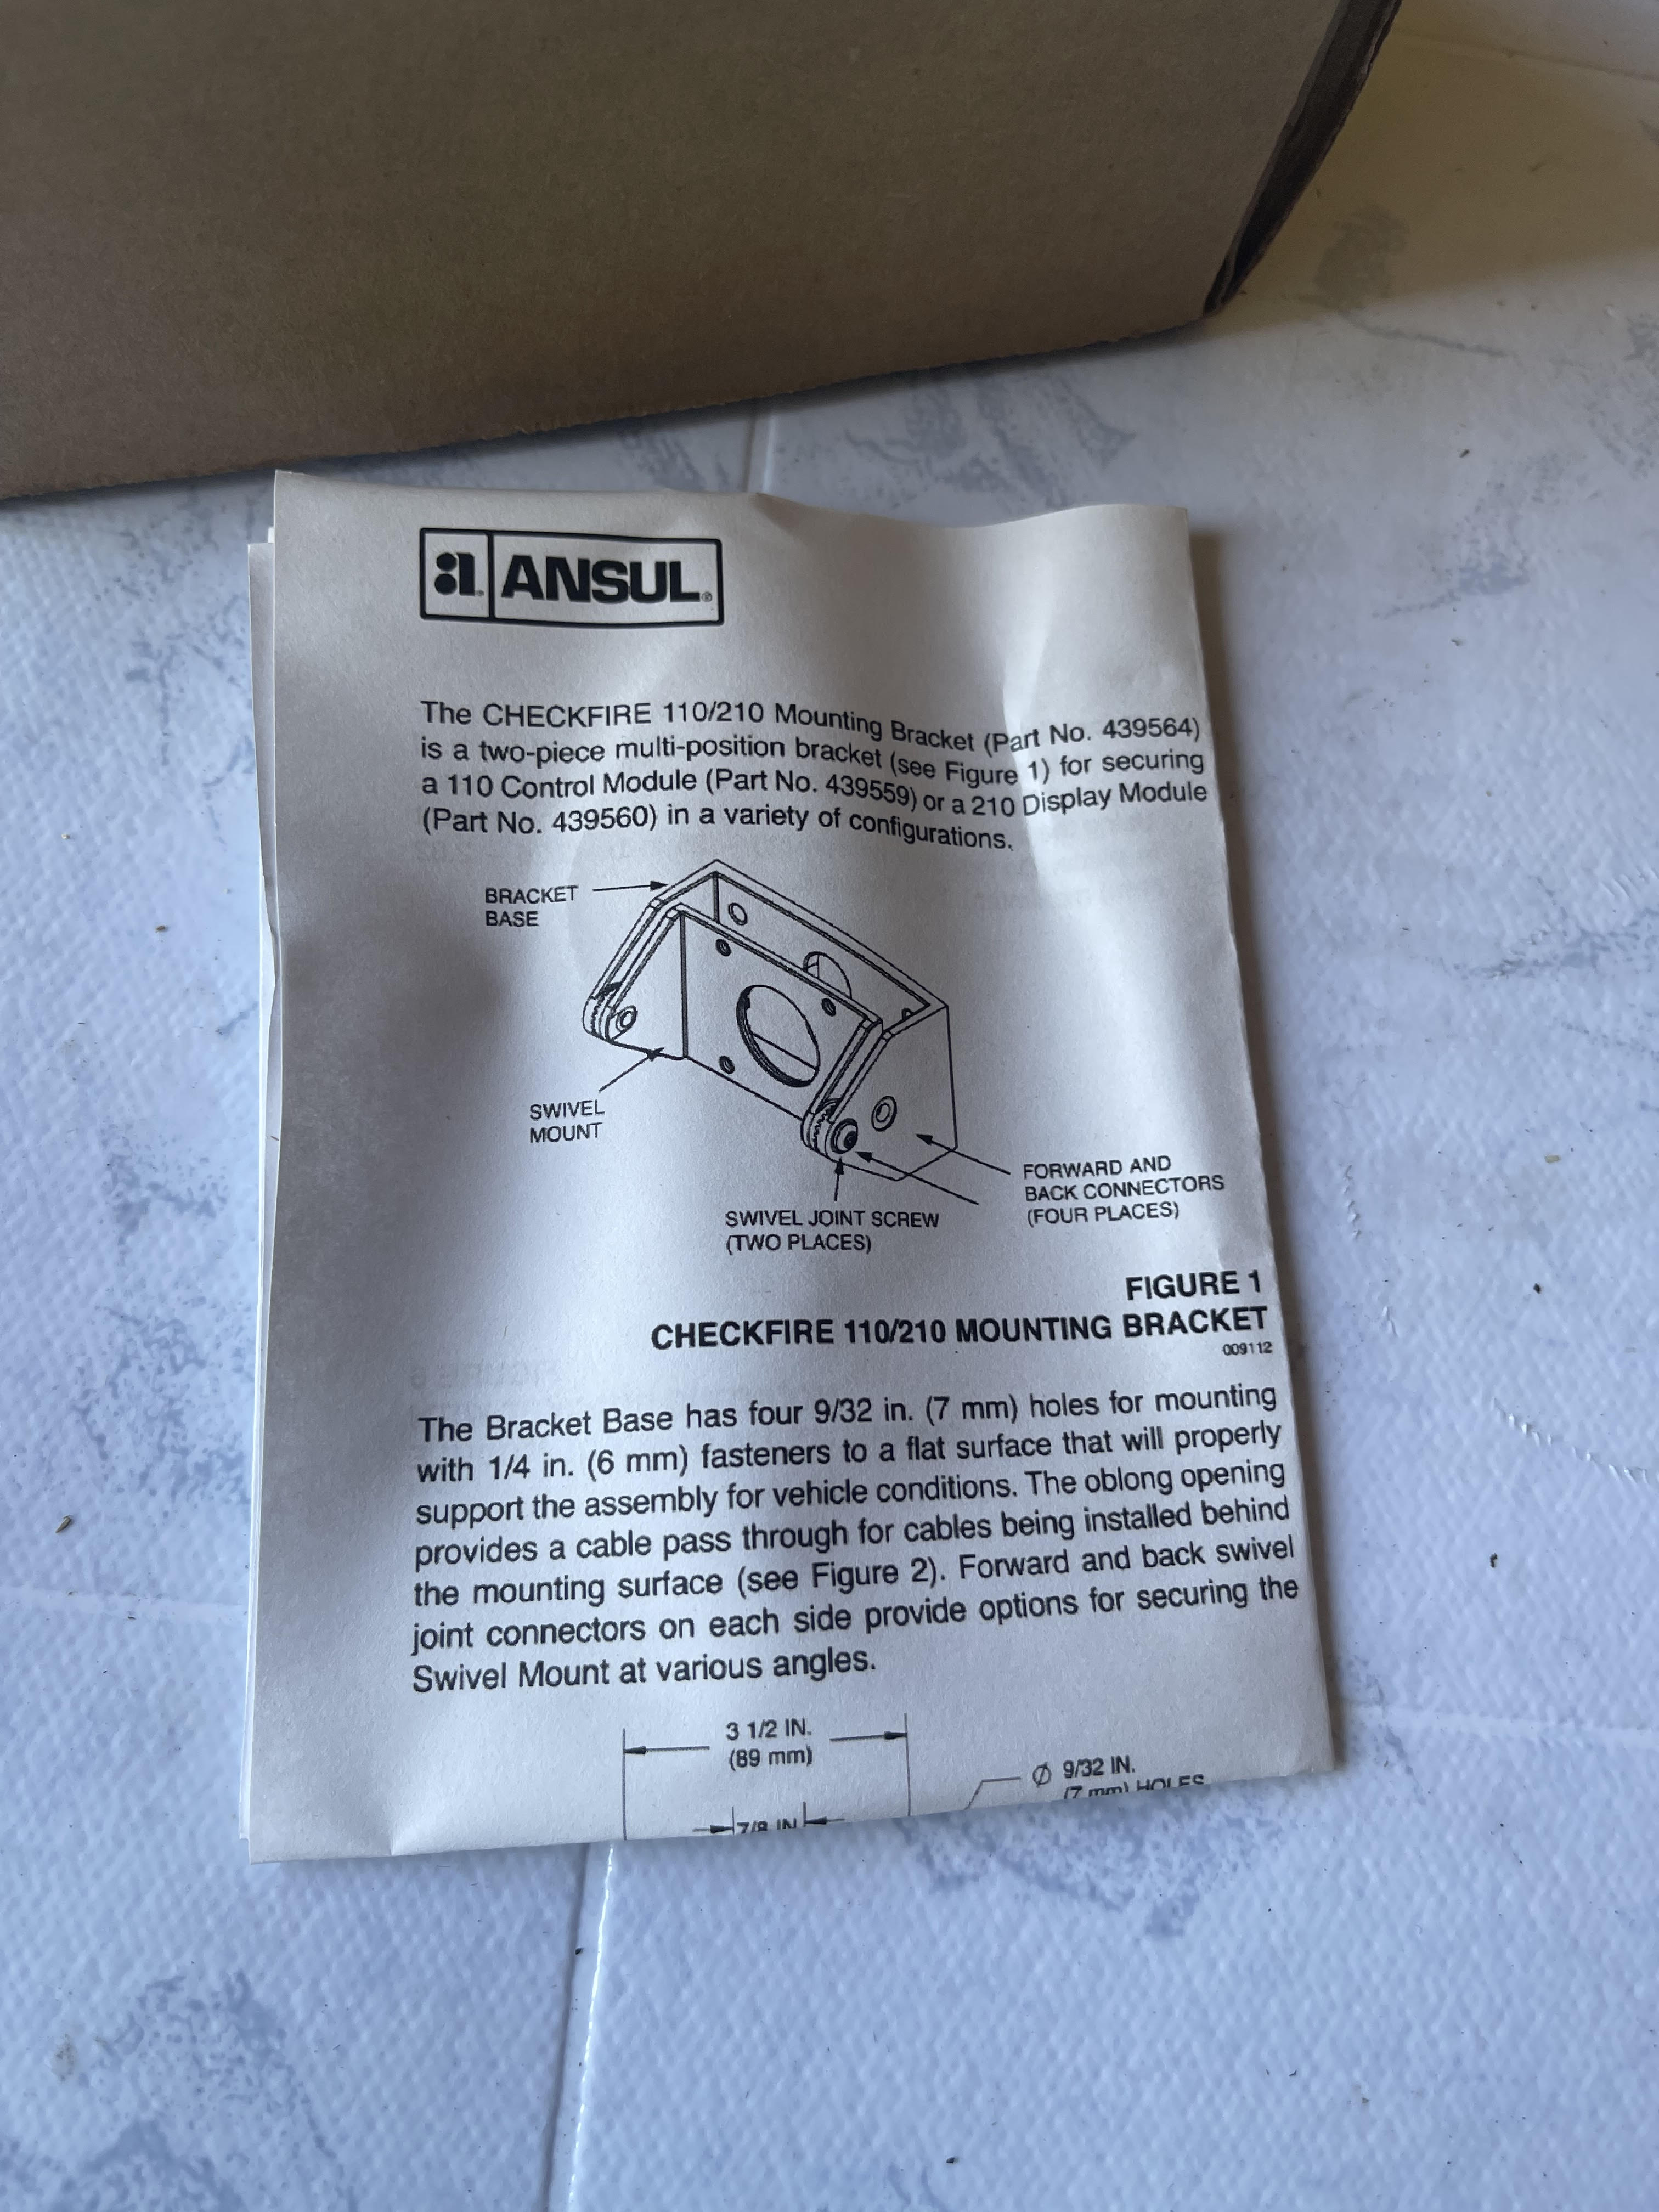 a. ANSUL®
The CHECKFIRE 110/210 Mounting Bracket (Part No. 439564)
is a two-piece multi-position bracket (see Figure 1) for securing
a 110 Control Module (Part No. 439559) or a 210 Display Module
(Part No. 439560) in a variety of configurations.
BRACKET
BASE
SWIVEL
MOUNT
FORWARD AND
BACK CONNECTORS
(FOUR PLACES)
SWIVEL JOINT SCREW
(TWO PLACES)
FIGURE 1
CHECKFIRE 110/210 MOUNTING BRACKET
009112
The Bracket Base has four 9/32 in. (7 mm) holes for mounting
with 1/4 in. (6 mm) fasteners to a flat surface that will properly
support the assembly for vehicle conditions. The oblong opening
provides a cable pass through for cables being installed behind
the mounting surface (see Figure 2). Forward and back swivel
joint connectors on each side provide options for securing the
Swivel Mount at various angles.
3 1/2 IN.
(89 mm)
Ø 9/32 IN.
(7 mm) HOLES
7/8 IN